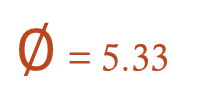 Ø = 5.33